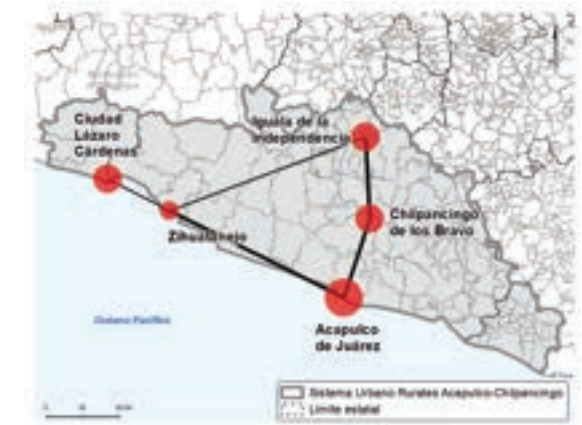 Ciudad
Lázaro
Cárdenas
Iguala de la
Independencia
Zihuatanejo
Chilpancingo
de los Bravo
Acapulco
de Juárez
Océano Pacífico
Sistema Urbano Rurales Acapulco-Chilpancingo
Límite estatal